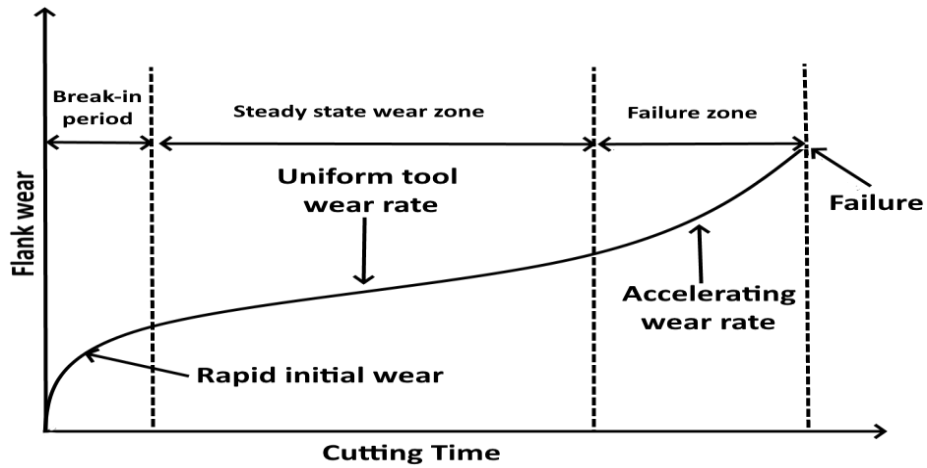 Break-in
period
Steady state wear zone
Failure zone
Uniform tool
wear rate
Failure
Flank wear
Accelerating
wear rate
Rapid initial wear
Cutting Time